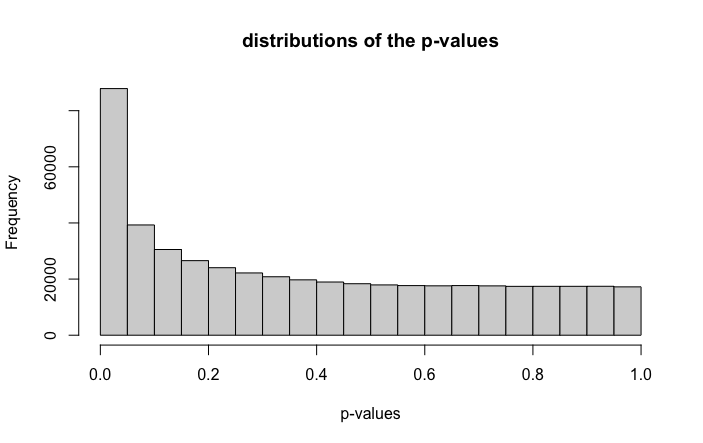 distributions of the p-values
Frequency
60000
20000
0
0.0 0.2 0.4 0.6 0.8 1.0
p-values